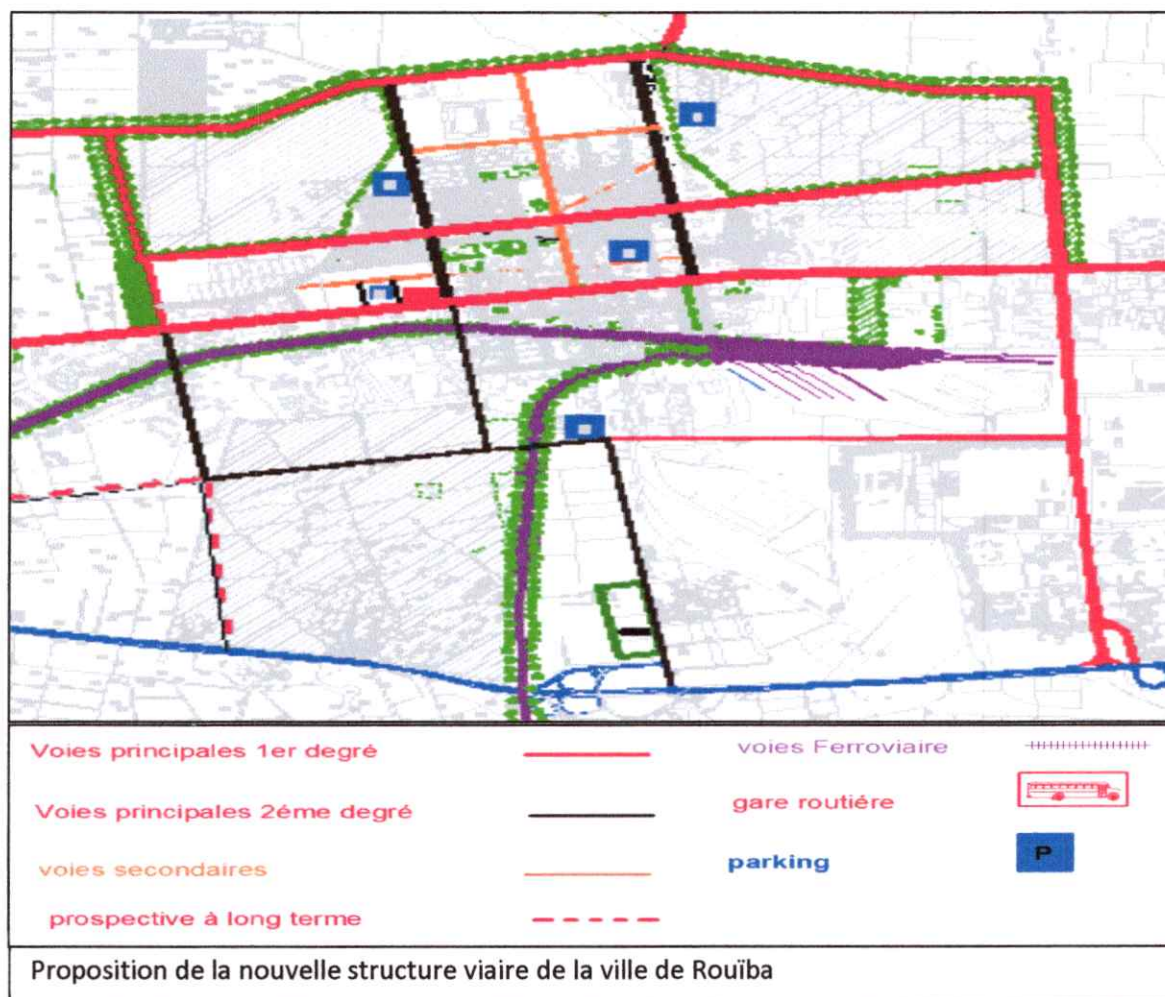 Voies principales 1er degré
voies Ferroviaire
Voies principales 2éme degré
gare routiére
voies secondaires
parking
P
prospective à long terme
Proposition de la nouvelle structure viaire de la ville de Rouïba